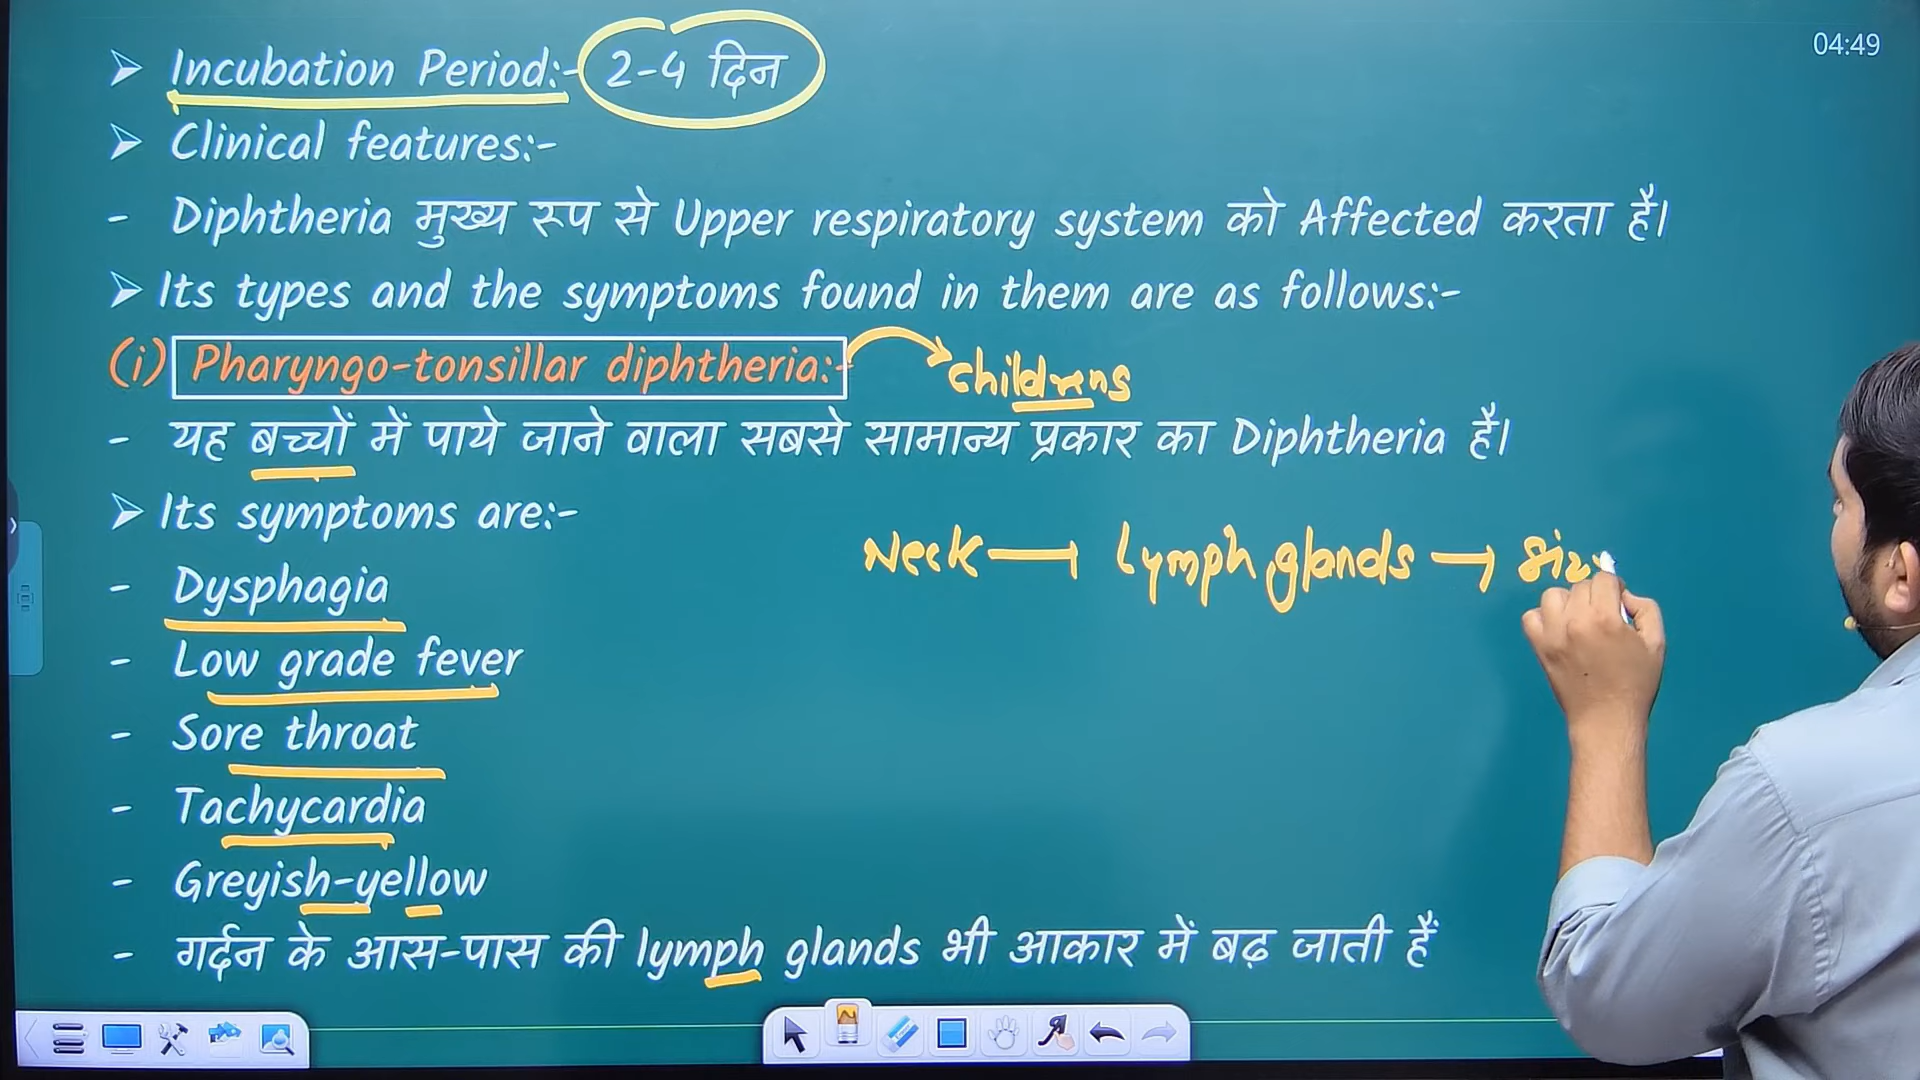 04:49
➤ Incubation Period:- 2-4 दिन
➤ Clinical features:-
- Diphtheria मुख्य रूप से Upper respiratory system को Affected करता है।
➤ Its types and the symptoms found in them are as follows:-
(i) Pharyngo-tonsillar diphtheria:-
childrens
- यह बच्चों में पाये जाने वाला सबसे सामान्य प्रकार का Diphtheria है।
➤ Its symptoms are:-
Neck → Lymph glands →
- Dysphagia
- Low grade fever
- Sore throat
- Tachycardia
- Greyish-yellow
- गर्दन के आस-पास की lymph glands भी आकार में बढ़ जाती हैं